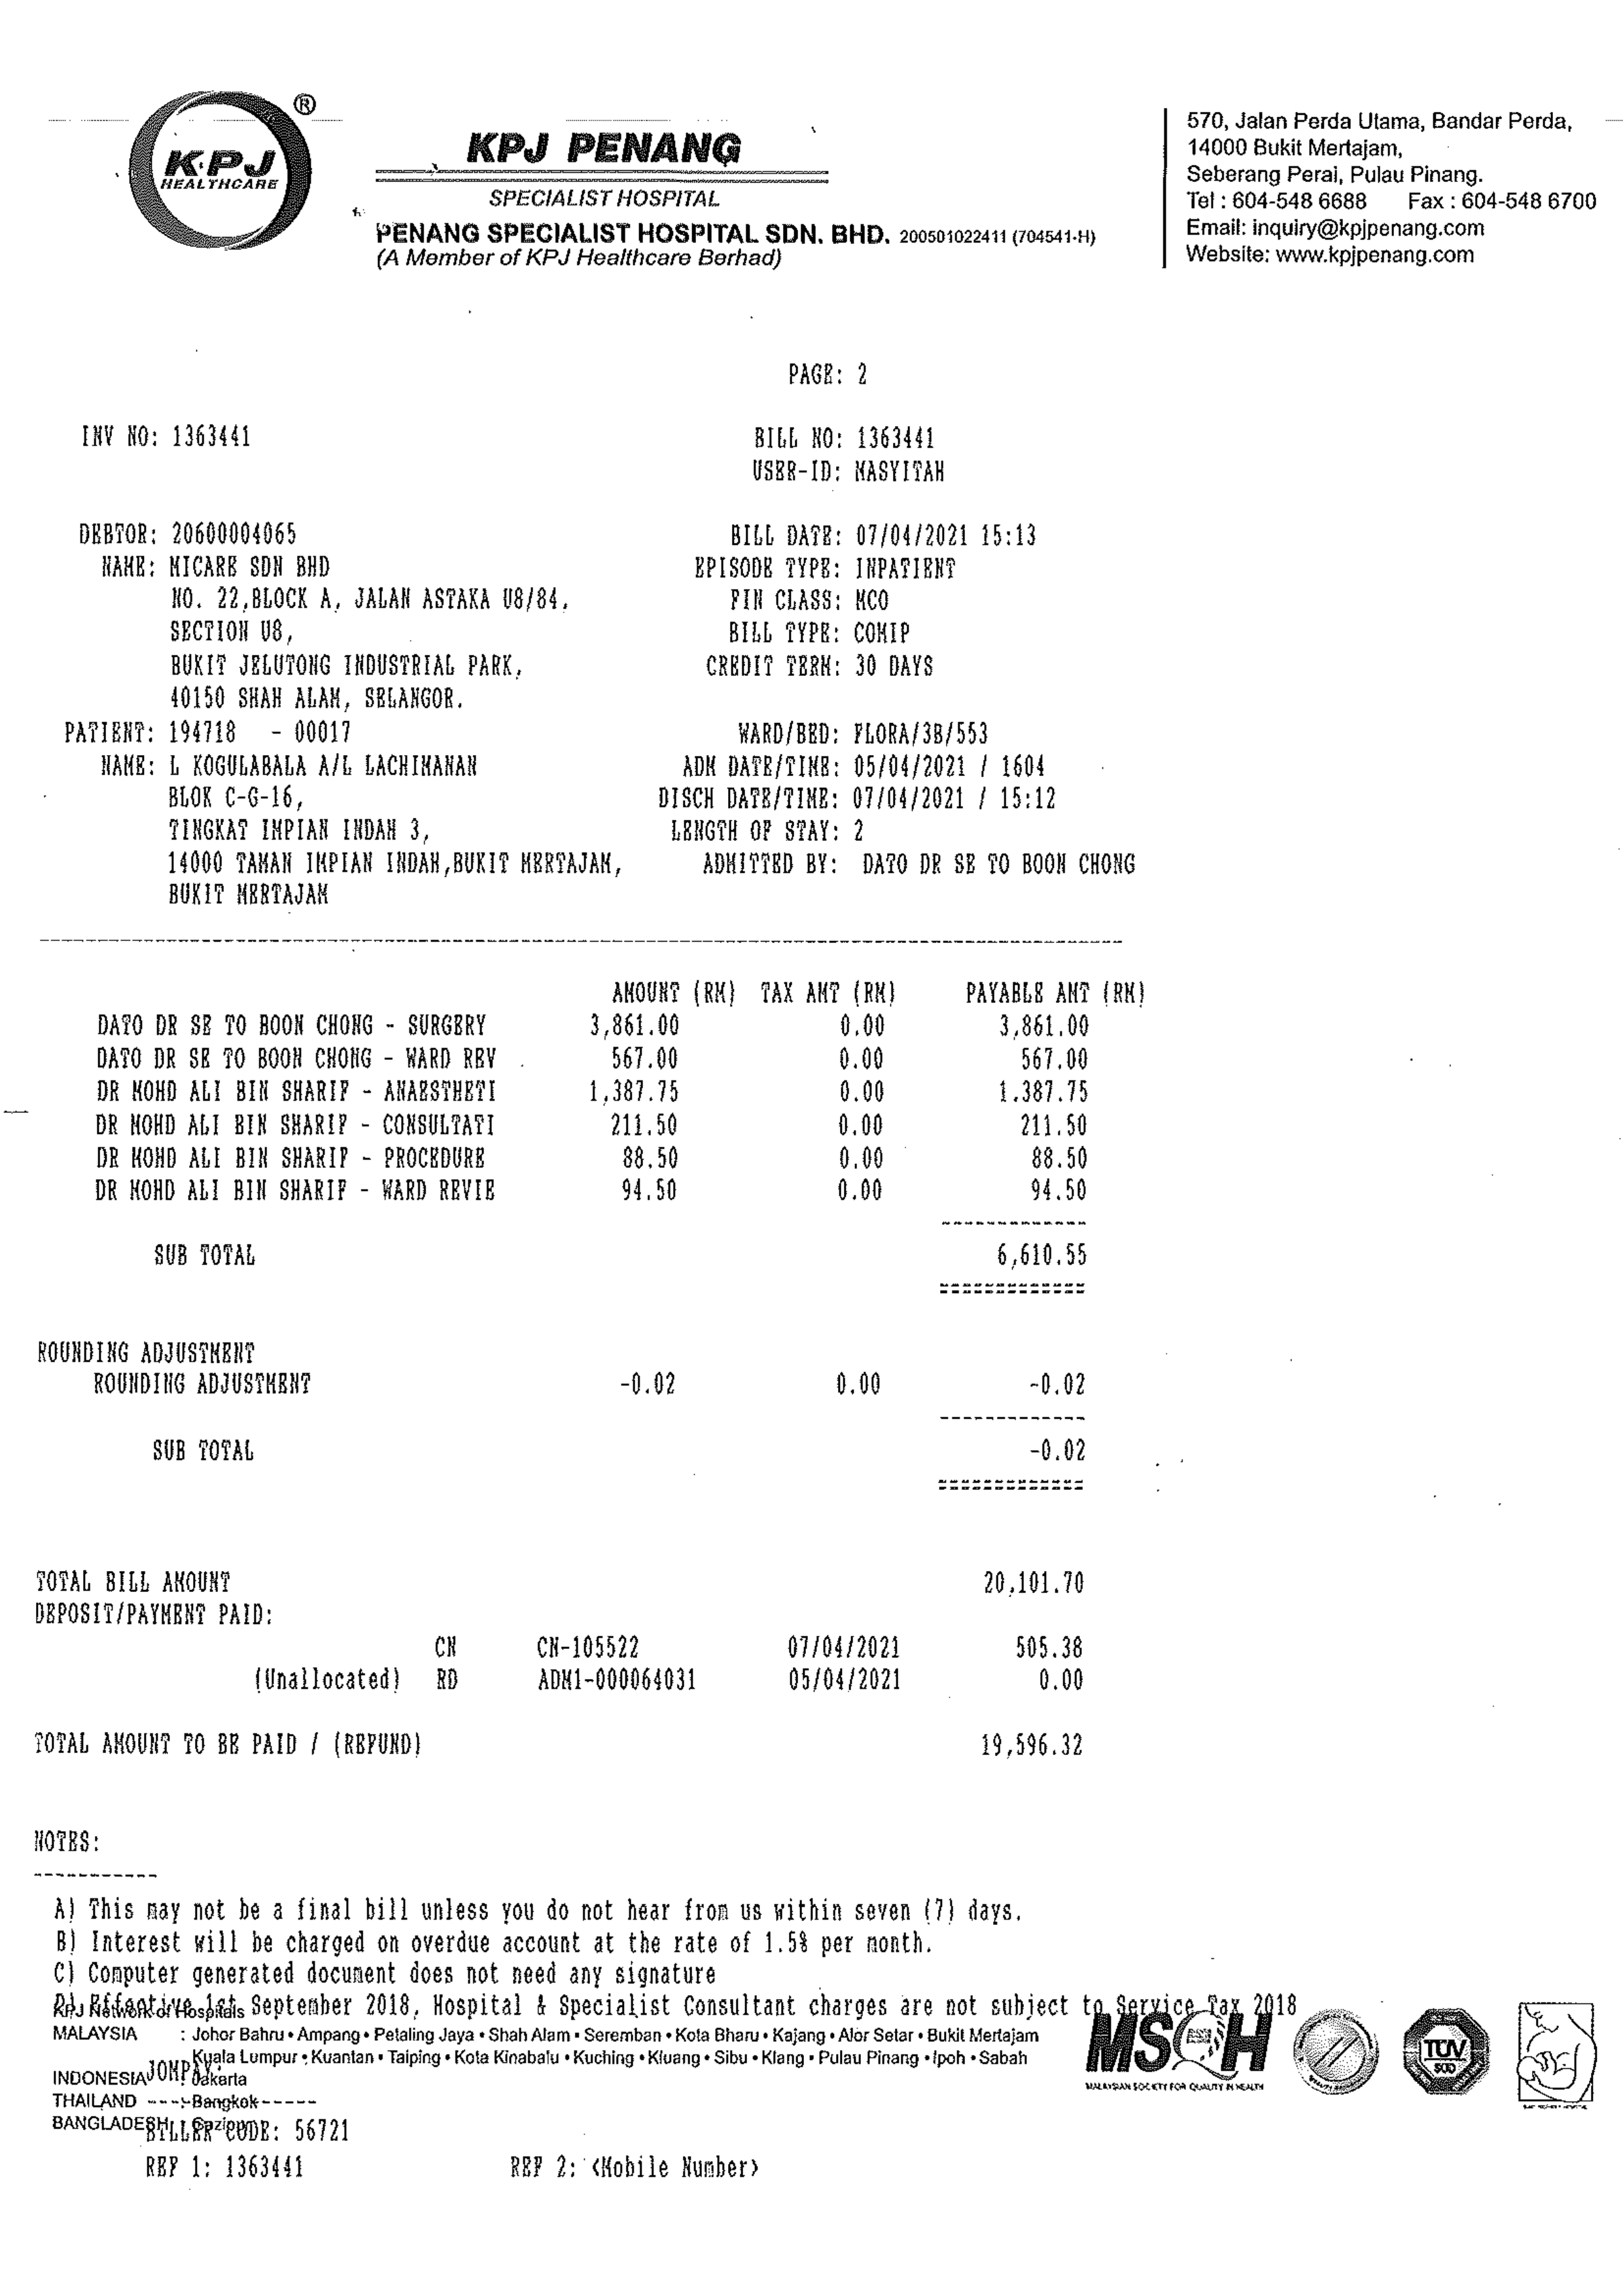 KPJ
HEALTHCARE
®
KPJ PENANG
SPECIALIST HOSPITAL
PENANG SPECIALIST HOSPITAL SDN. BHD. 200501022411 (704541-H)
(A Member of KPJ Healthcare Berhad)
570, Jalan Perda Utama, Bandar Perda,
14000 Bukit Mertajam,
Seberang Perai, Pulau Pinang.
Tel : 604-548 6688 Fax : 604-548 6700
Email: inquiry@kpjpenang.com
Website: www.kpjpenang.com
PAGE: 2
INV NO: 1363441 BILL NO: 1363441
USER-ID: MASYITAH
DEBTOR: 20600004065 BILL DATE: 07/04/2021 15:13
NAME: MICARE SDN BHD EPISODE TYPE: INPATIENT
NO. 22,BLOCK A, JALAN ASTAKA U8/84, FIN CLASS: MCO
SECTION U8, BILL TYPE: COMIP
BUKIT JELUTONG INDUSTRIAL PARK, CREDIT TERM: 30 DAYS
40150 SHAH ALAM, SELANGOR.
PATIENT: 194718 - 00017 WARD/BED: FLORA/3B/553
NAME: L KOGULABALA A/L LACHIMANAN ADM DATE/TIME: 05/04/2021 / 1604
BLOK C-G-16, DISCH DATE/TIME: 07/04/2021 / 15:12
TINGKAT IMPIAN INDAH 3, LENGTH OF STAY: 2
14000 TAMAN IMPIAN INDAH,BUKIT MERTAJAM, ADMITTED BY: DATO DR SE TO BOON CHONG
BUKIT MERTAJAM
AMOUNT (RM) TAX AMT (RM) PAYABLE AMT (RM)
DATO DR SE TO BOON CHONG - SURGERY 3,861.00 0.00 3,861.00
DATO DR SE TO BOON CHONG - WARD REV 567.00 0.00 567.00
DR MOHD ALI BIN SHARIF - ANAESTHETI 1,387.75 0.00 1,387.75
DR MOHD ALI BIN SHARIF - CONSULTATI 211.50 0.00 211.50
DR MOHD ALI BIN SHARIF - PROCEDURE 88.50 0.00 88.50
DR MOHD ALI BIN SHARIF - WARD REVIE 94.50 0.00 94.50
SUB TOTAL 6,610.55
ROUNDING ADJUSTMENT
ROUNDING ADJUSTMENT -0.02 0.00 -0.02
SUB TOTAL -0.02
TOTAL BILL AMOUNT 20,101.70
DEPOSIT/PAYMENT PAID:
CN CN-105522 07/04/2021 505.38
(Unallocated) RD ADM1-000064031 05/04/2021 0.00
TOTAL AMOUNT TO BE PAID / (REFUND) 19,596.32
NOTES:
A) This may not be a final bill unless you do not hear from us within seven (7) days.
B) Interest will be charged on overdue account at the rate of 1.5% per month.
C) Computer generated document does not need any signature
D) Effective 1st September 2018, Hospital & Specialist Consultant charges are not subject to Service Tax 2018
KPJ Network of Hospitals
MALAYSIA : Johor Bahru • Ampang • Petaling Jaya • Shah Alam • Seremban • Kota Bharu • Kajang • Alor Setar • Bukit Mertajam
Kuala Lumpur • Kuantan • Taiping • Kota Kinabalu • Kuching • Kluang • Sibu • Klang • Pulau Pinang • Ipoh • Sabah
INDONESIA Jakarta
JOMPAY
THAILAND : Bangkok
BANGLADESH
BILLER CODE: 56721
REF 1: 1363441 REF 2: <Mobile Number>
MSQH
MALAYSIAN SOCIETY FOR QUALITY IN HEALTH
TÜV